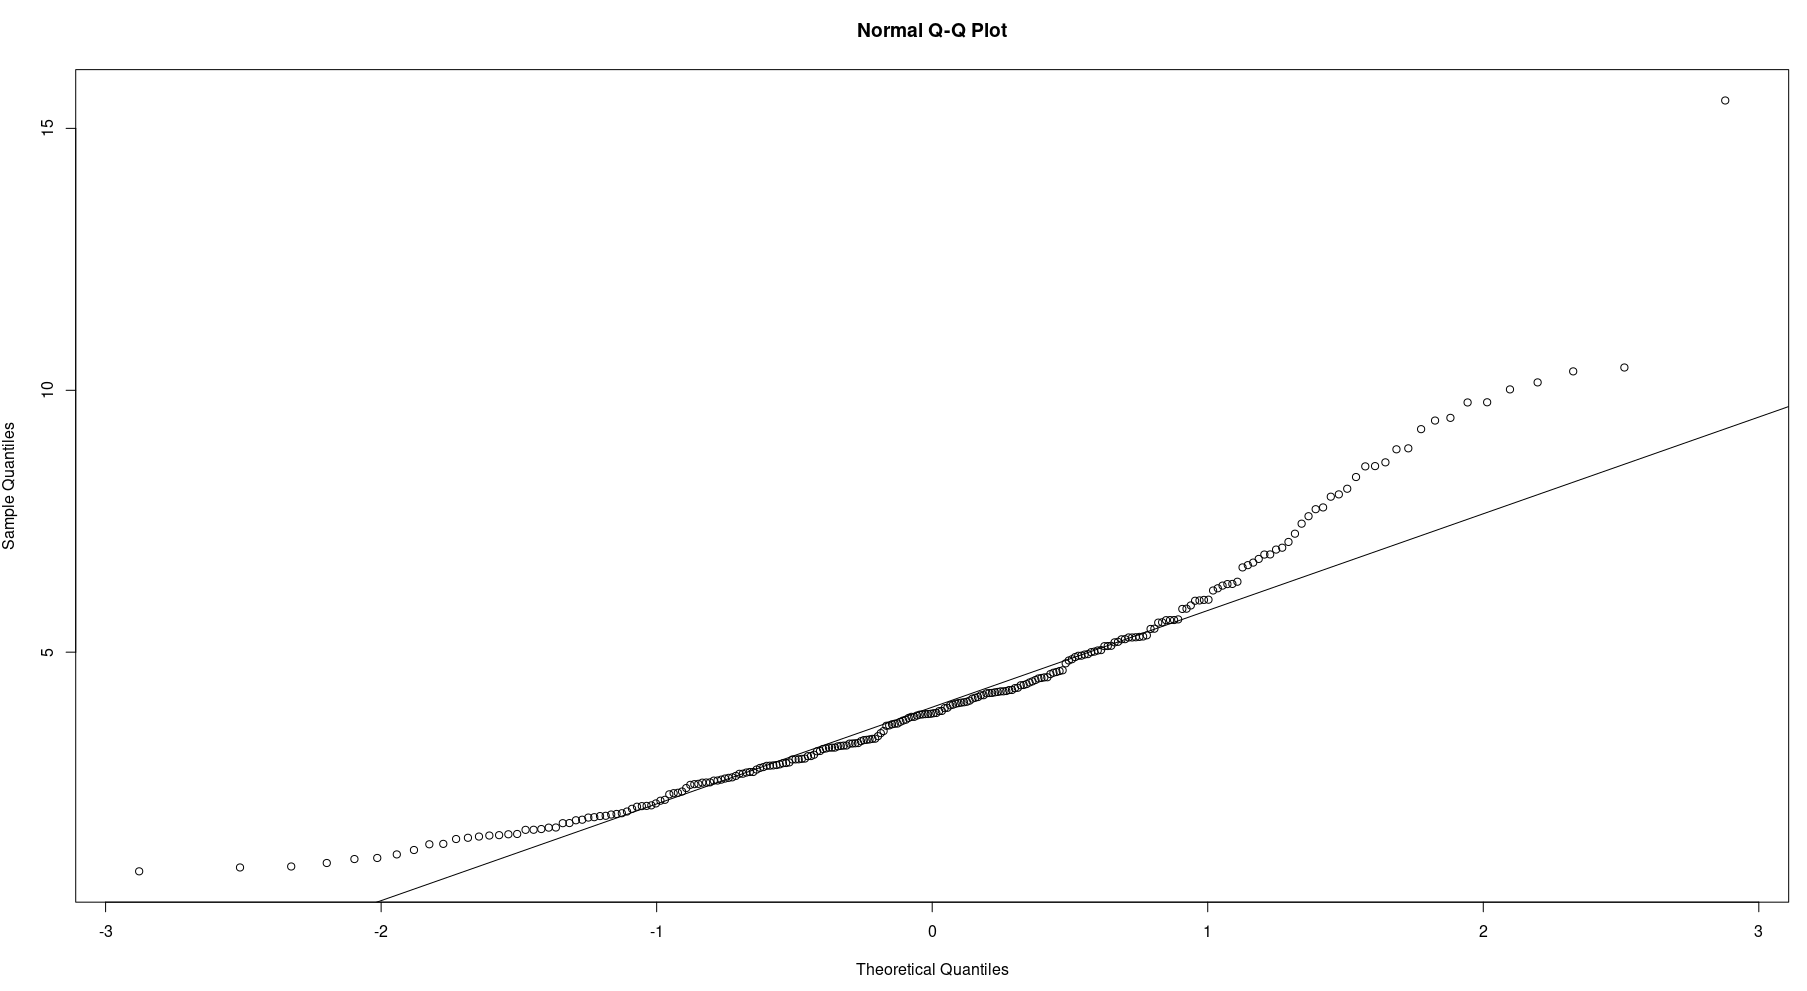 Normal Q-Q Plot
15
10
5
Sample Quantiles
-3 -2 -1 0 1 2 3
Theoretical Quantiles